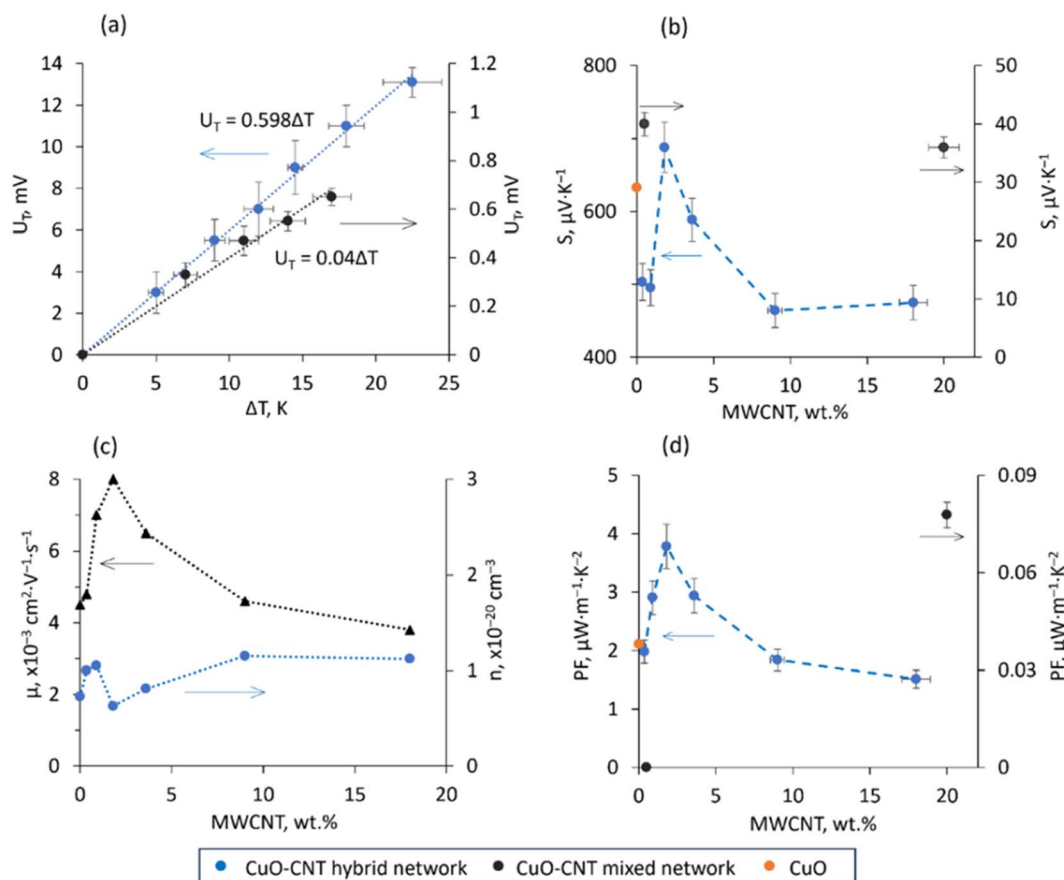 (a)
14
12
10
8
6
4
2
0
U_T, mV
1.2
1
0.8
0.6
0.4
0.2
0
U_T, mV
U_T = 0.598ΔT
U_T = 0.04ΔT
0 5 10 15 20 25
ΔT, K
(b)
800
600
400
S, μV·K⁻¹
50
40
30
20
10
0
S, μV·K⁻¹
0 5 10 15 20
MWCNT, wt.%
(c)
8
6
4
2
0
μ, x10⁻³ cm²·V⁻¹·s⁻¹
3
2
1
0
n, x10⁻²⁰ cm⁻³
0 5 10 15 20
MWCNT, wt.%
(d)
5
4
3
2
1
0
PF, μW·m⁻¹·K⁻²
0.09
0.06
0.03
0
PF, μW·m⁻¹·K⁻²
0 5 10 15 20
MWCNT, wt.%
CuO-CNT hybrid network CuO-CNT mixed network CuO